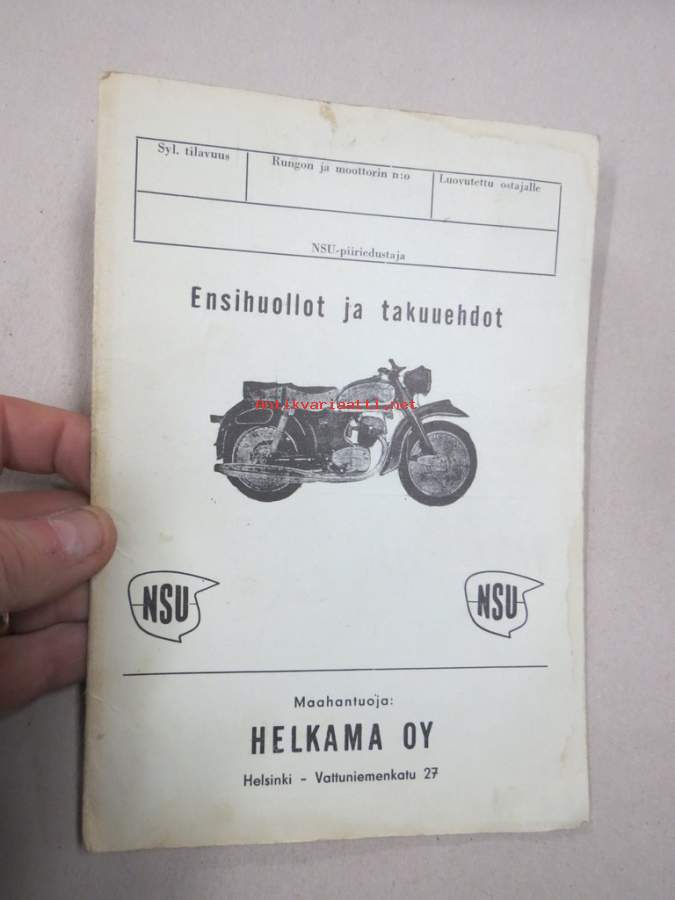 Syl. tilavuus
Rungon ja moottorin n:o
Luovutettu ostajalle
NSU-piiriedustaja
Ensihuollot ja takuuehdot
antikvariaatti.net
NSU
NSU
Maahantuoja:
HELKAMA OY
Helsinki - Vattuniemenkatu 27